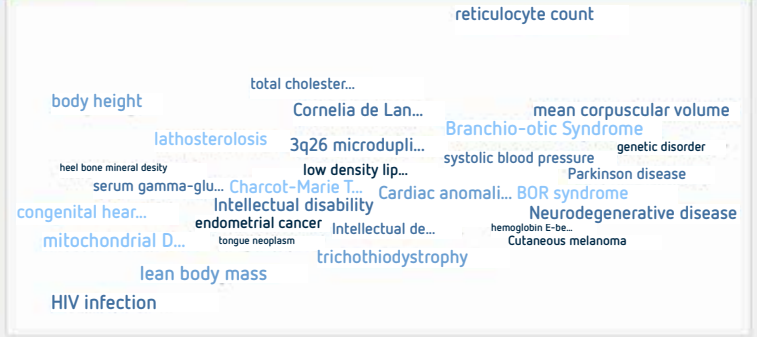 reticulocyte count
total cholester...
body height
Cornelia de Lan...
mean corpuscular volume
Branchio-otic Syndrome
lathosterolosis
3q26 microdupli...
genetic disorder
systolic blood pressure
heel bone mineral desity
low density lip...
Parkinson disease
serum gamma-glu...
Charcot-Marie T...
Cardiac anomali...
BOR syndrome
Intellectual disability
congenital hear...
Neurodegenerative disease
endometrial cancer
Intellectual de...
hemoglobin E-be...
mitochondrial D...
tongue neoplasm
Cutaneous melanoma
trichothiodystrophy
lean body mass
HIV infection